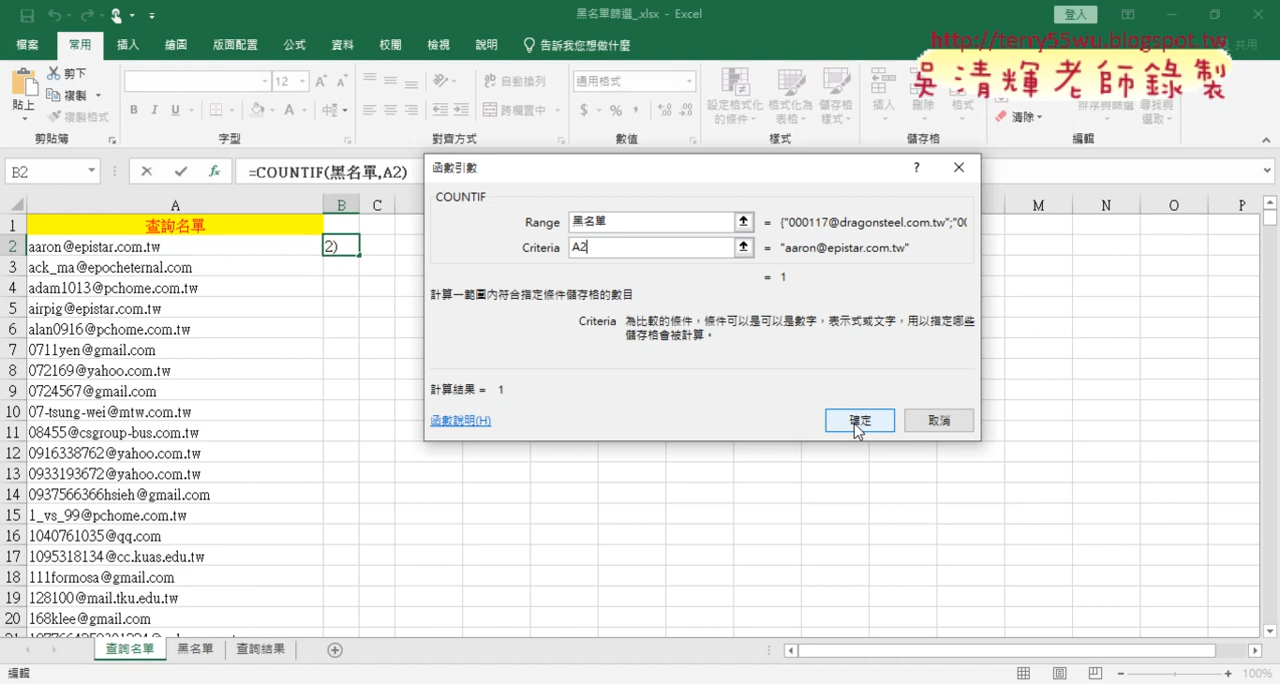 黑名單篩選_.xlsx - Excel
登入
檔案 常用 插入 繪圖 版面配置 公式 資料 校閱 檢視 說明 告訴我您想做什麼 共用
http://terry55wu.blogspot.tw
吳清輝老師錄製
貼上
剪下
複製
複製格式
剪貼簿
12
B I U
字型
自動換列
跨欄置中
對齊方式
通用格式
$ % ,
數值
設定格式化的條件
格式化為表格
儲存格樣式
樣式
插入 刪除 格式
儲存格
清除
排序與篩選 尋找與選取
編輯
B2
=COUNTIF(黑名單,A2)
A B C M N O P
1 查詢名單
2 aaron@epistar.com.tw 2)
3 ack_ma@epocheternal.com
4 adam1013@pchome.com.tw
5 airpig@epistar.com.tw
6 alan0916@pchome.com.tw
7 0711yen@gmail.com
8 072169@yahoo.com.tw
9 0724567@gmail.com
10 07-tsung-wei@mtw.com.tw
11 08455@csgroup-bus.com.tw
12 0916338762@yahoo.com.tw
13 0933193672@yahoo.com.tw
14 0937566366hsieh@gmail.com
15 1_vs_99@pchome.com.tw
16 1040761035@qq.com
17 1095318134@cc.kuas.edu.tw
18 111formosa@gmail.com
19 128100@mail.tku.edu.tw
20 168klee@gmail.com
函數引數
?
COUNTIF
Range 黑名單 = {"000117@dragonsteel.com.tw";"0(
Criteria A2 = "aaron@epistar.com.tw"
= 1
計算一範圍內符合指定條件儲存格的數目
Criteria 為比較的條件，條件可以是可以是數字，表示式或文字，用以指定哪些
儲存格會被計算。
計算結果 = 1
函數說明(H)
確定 取消
查詢名單 黑名單 查詢結果
編輯
100%